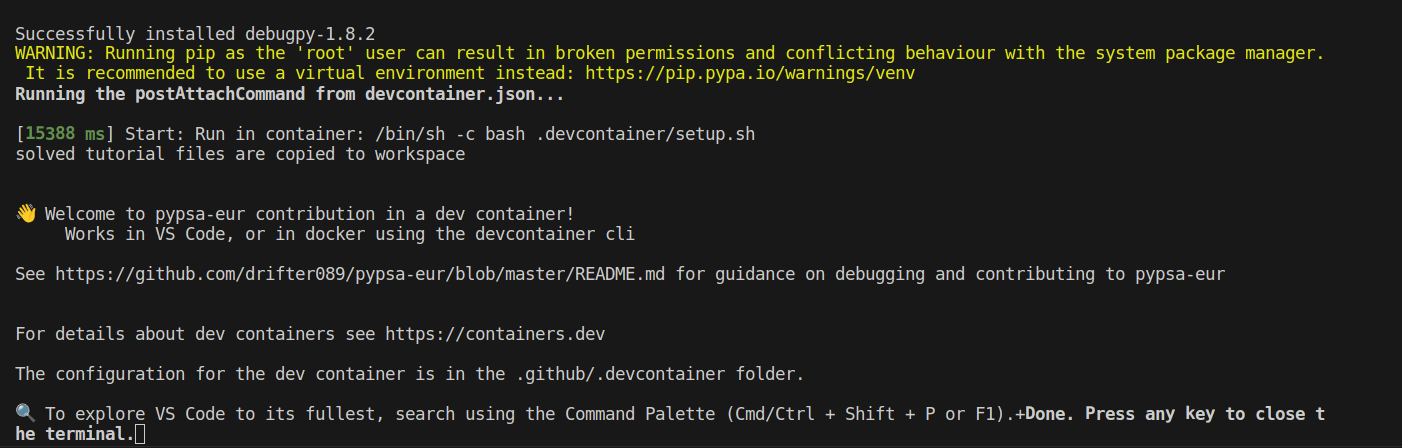 Successfully installed debugpy-1.8.2
WARNING: Running pip as the 'root' user can result in broken permissions and conflicting behaviour with the system package manager.
 It is recommended to use a virtual environment instead: https://pip.pypa.io/warnings/venv
Running the postAttachCommand from devcontainer.json...
[15388 ms] Start: Run in container: /bin/sh -c bash .devcontainer/setup.sh
solved tutorial files are copied to workspace
👋 Welcome to pypsa-eur contribution in a dev container!
     Works in VS Code, or in docker using the devcontainer cli
See https://github.com/drifter089/pypsa-eur/blob/master/README.md for guidance on debugging and contributing to pypsa-eur
For details about dev containers see https://containers.dev
The configuration for the dev container is in the .github/.devcontainer folder.
🔍 To explore VS Code to its fullest, search using the Command Palette (Cmd/Ctrl + Shift + P or F1).+Done. Press any key to close t
he terminal.